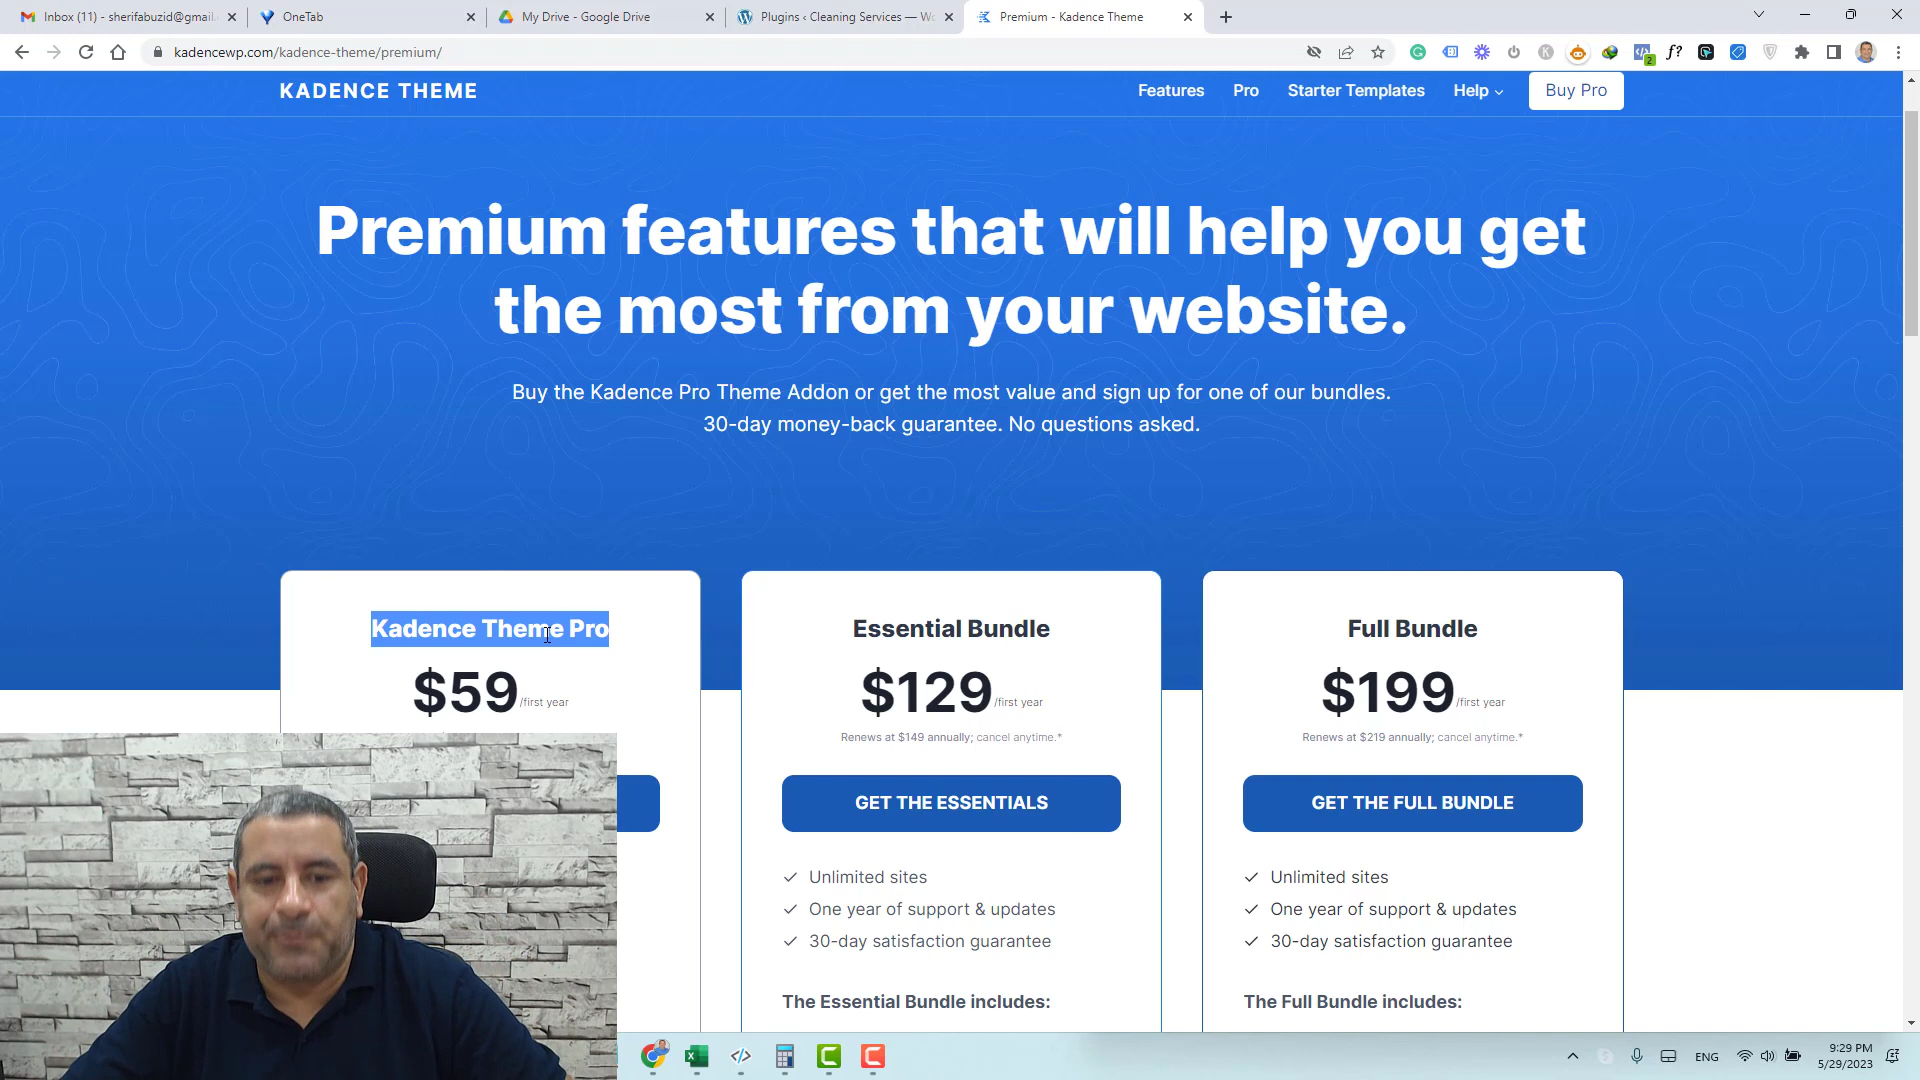 Inbox (11) - sherifabuzid@gmail.
OneTab
My Drive - Google Drive
Plugins ‹ Cleaning Services — Wo
Premium - Kadence Theme
kadencewp.com/kadence-theme/premium/
2
f?
KADENCE THEME
Features
Pro
Starter Templates
Help
Buy Pro
Premium features that will help you get
the most from your website.
Buy the Kadence Pro Theme Addon or get the most value and sign up for one of our bundles.
30-day money-back guarantee. No questions asked.
Kadence Theme Pro
$59/first year
Essential Bundle
$129/first year
Renews at $149 annually; cancel anytime.*
GET THE ESSENTIALS
Unlimited sites
One year of support & updates
30-day satisfaction guarantee
The Essential Bundle includes:
Full Bundle
$199/first year
Renews at $219 annually; cancel anytime.*
GET THE FULL BUNDLE
Unlimited sites
One year of support & updates
30-day satisfaction guarantee
The Full Bundle includes:
ENG
9:29 PM
5/29/2023